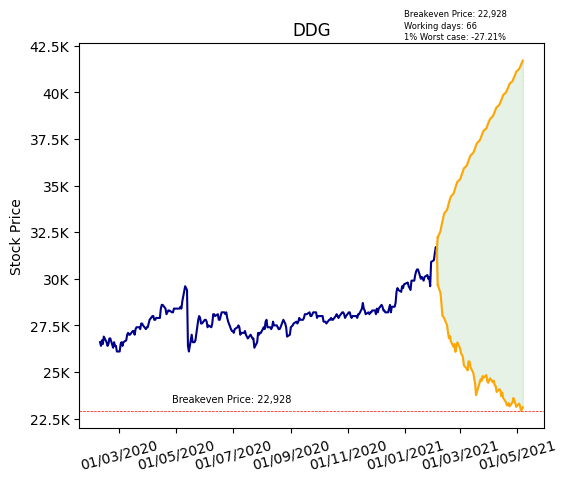 Breakeven Price: 22,928
Working days: 66
1% Worst case: -27.21%
DDG
42.5K
40K
37.5K
35K
32.5K
30K
27.5K
25K
22.5K
Stock Price
Breakeven Price: 22,928
01/03/2020
01/05/2020
01/07/2020
01/09/2020
01/11/2020
01/01/2021
01/03/2021
01/05/2021